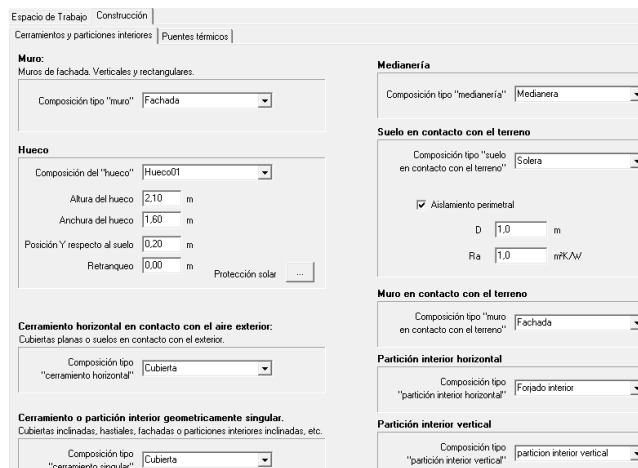 Espacio de Trabajo Construcción
Cerramientos y particiones interiores Puentes térmicos
Muro:
Muros de fachada. Verticales y rectangulares.
Composición tipo "muro" Fachada
Hueco
Composición del "hueco" Hueco01
Altura del hueco 2,10 m
Anchura del hueco 1,60 m
Posición Y respecto al suelo 0,20 m
Retranqueo 0,00 m
Protección solar ...
Cerramiento horizontal en contacto con el aire exterior:
Cubiertas planas o suelos en contacto con el exterior.
Composición tipo
"cerramiento horizontal" Cubierta
Cerramiento o partición interior geometricamente singular.
Cubiertas inclinadas, hastiales, fachadas o particiones interiores inclinadas, etc.
Composición tipo
"cerramiento singular" Cubierta
Medianería
Composición tipo "medianería" Medianera
Suelo en contacto con el terreno
Composición tipo "suelo
en contacto con el terreno" Solera
Aislamiento perimetral
D 1,0 m
Ra 1,0 m²K/W
Muro en contacto con el terreno
Composición tipo "muro
en contacto con el terreno" Fachada
Partición interior horizontal
Composición tipo
"partición interior horizontal" Forjado interior
Partición interior vertical
Composición tipo
"partición interior vertical" particion interior vertical